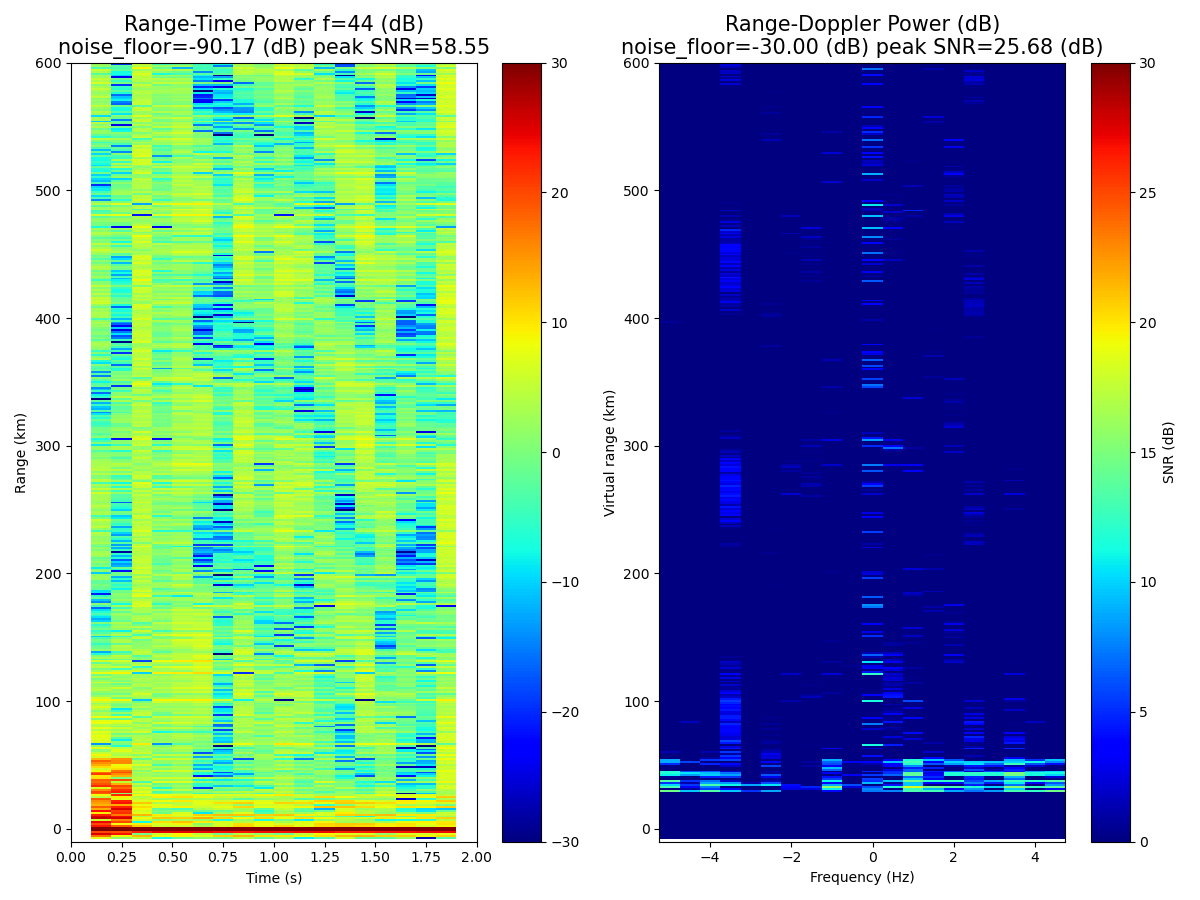 Range-Time Power f=44 (dB)
noise_floor=-90.17 (dB) peak SNR=58.55
Range-Doppler Power (dB)
noise_floor=-30.00 (dB) peak SNR=25.68 (dB)
600
500
400
300
200
100
0
Range (km)
0.00 0.25 0.50 0.75 1.00 1.25 1.50 1.75 2.00
Time (s)
30
20
10
0
−10
−20
−30
600
500
400
300
200
100
0
Virtual range (km)
−4 −2 0 2 4
Frequency (Hz)
30
25
20
15
10
5
0
SNR (dB)